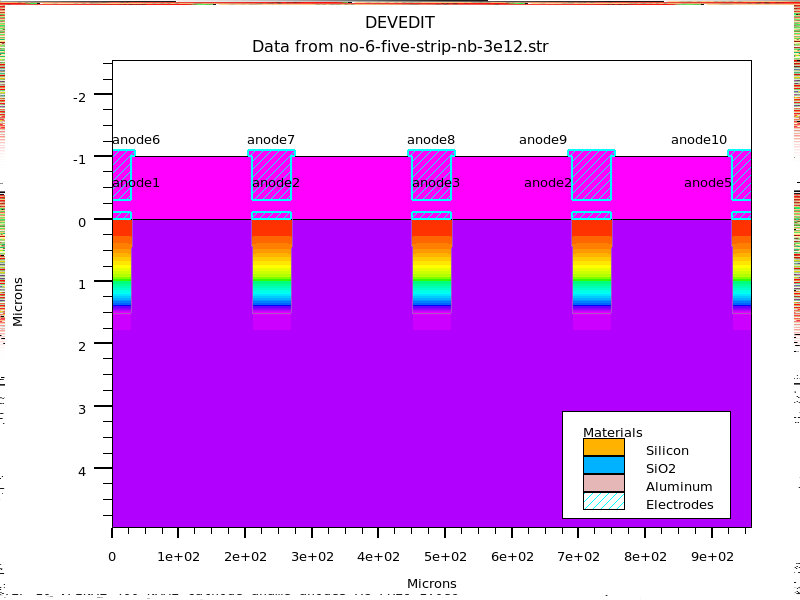 DEVEDIT
Data from no-6-five-strip-nb-3e12.str
anode6 anode7 anode8 anode9 anode10
anode1 anode2 anode3 anode2 anode5
-2
-1
0
1
2
3
4
Microns
Materials
Silicon
SiO2
Aluminum
Electrodes
0 1e+02 2e+02 3e+02 4e+02 5e+02 6e+02 7e+02 8e+02 9e+02
Microns